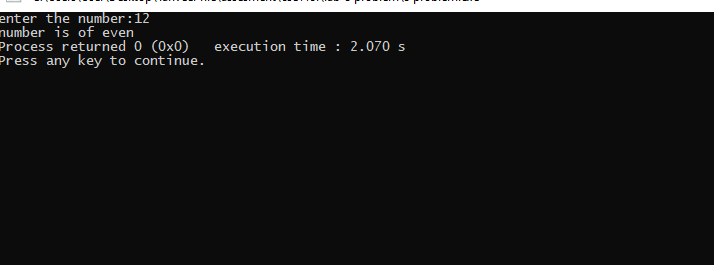 enter the number:12
number is of even
Process returned 0 (0x0)   execution time : 2.070 s
Press any key to continue.